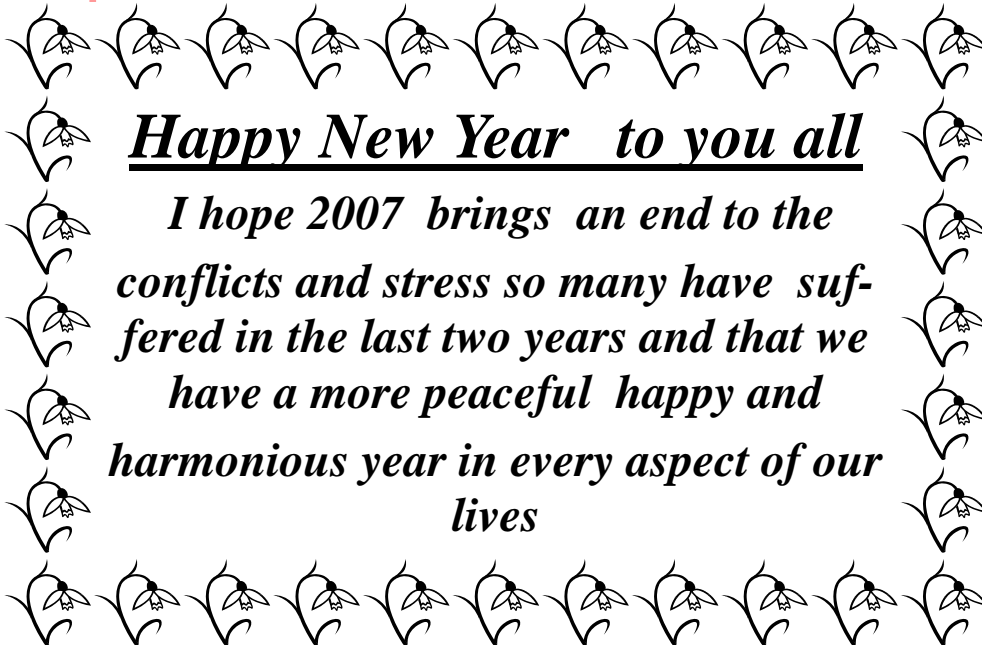 Happy New Year to you all
I hope 2007 brings an end to the
conflicts and stress so many have suf-
fered in the last two years and that we
have a more peaceful happy and
harmonious year in every aspect of our
lives